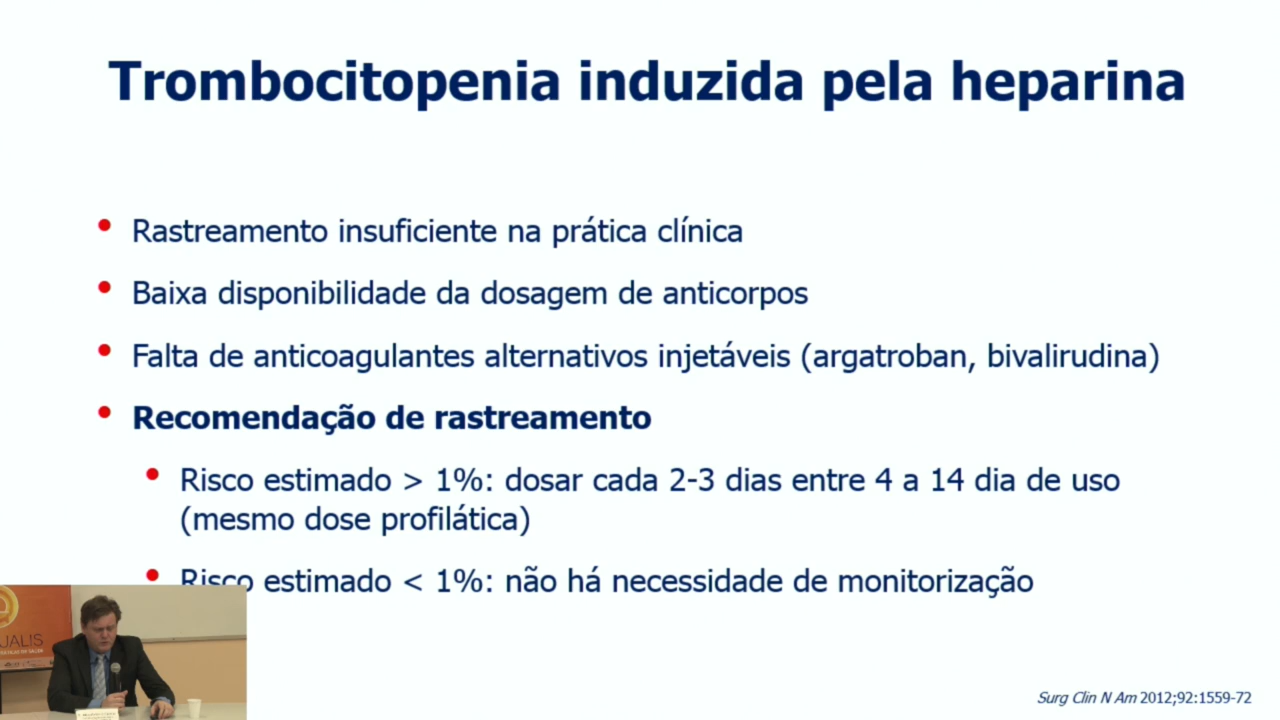 Trombocitopenia induzida pela heparina
• Rastreamento insuficiente na prática clínica
• Baixa disponibilidade da dosagem de anticorpos
• Falta de anticoagulantes alternativos injetáveis (argatroban, bivalirudina)
• Recomendação de rastreamento
• Risco estimado > 1%: dosar cada 2-3 dias entre 4 a 14 dia de uso
(mesmo dose profilática)
• Risco estimado < 1%: não há necessidade de monitorização
JALIS
Surg Clin N Am 2012;92:1559-72